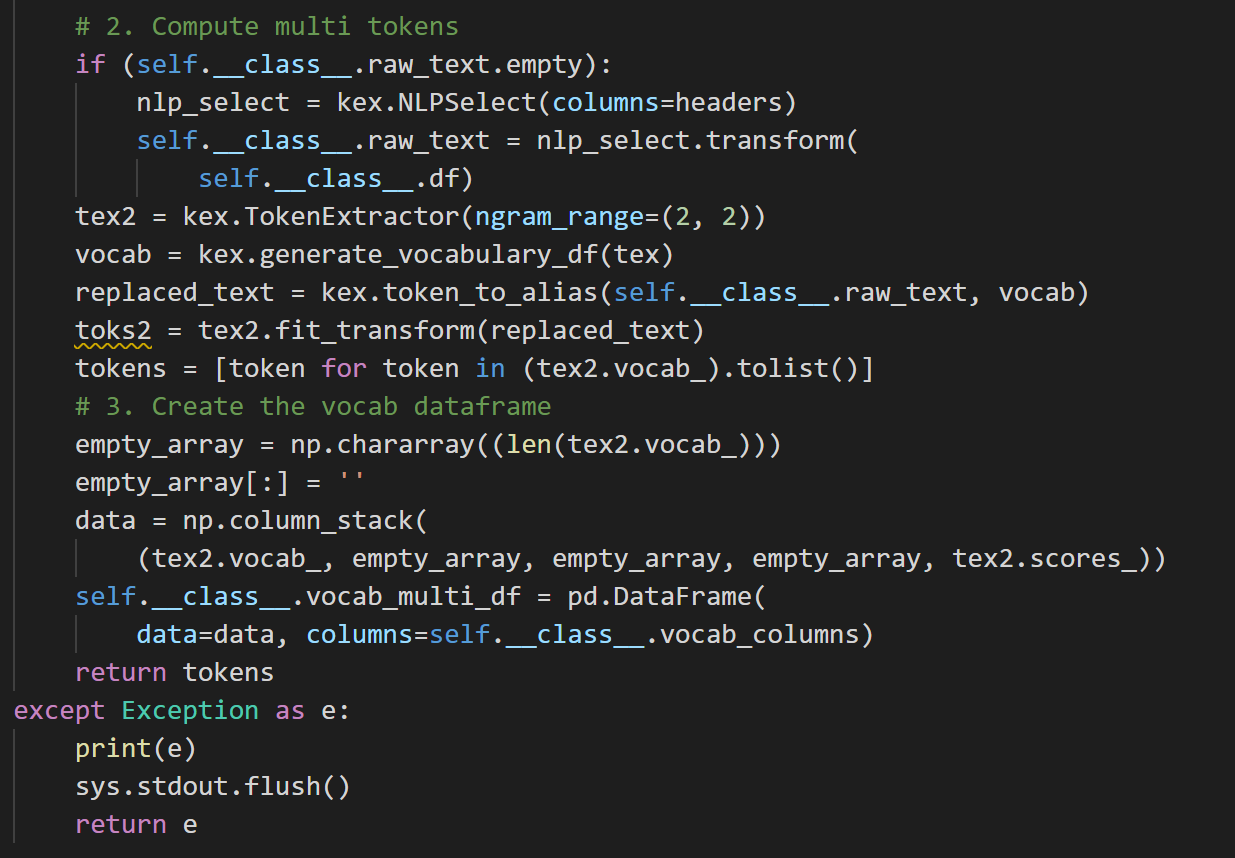 # 2. Compute multi tokens
if (self.__class__.raw_text.empty):
nlp_select = kex.NLPSelect(columns=headers)
self.__class__.raw_text = nlp_select.transform(
self.__class__.df)
tex2 = kex.TokenExtractor(ngram_range=(2, 2))
vocab = kex.generate_vocabulary_df(tex)
replaced_text = kex.token_to_alias(self.__class__.raw_text, vocab)
toks2 = tex2.fit_transform(replaced_text)
tokens = [token for token in (tex2.vocab_).tolist()]
# 3. Create the vocab dataframe
empty_array = np.chararray((len(tex2.vocab_)))
empty_array[:] = ''
data = np.column_stack(
(tex2.vocab_, empty_array, empty_array, empty_array, tex2.scores_))
self.__class__.vocab_multi_df = pd.DataFrame(
data=data, columns=self.__class__.vocab_columns)
return tokens
except Exception as e:
print(e)
sys.stdout.flush()
return e